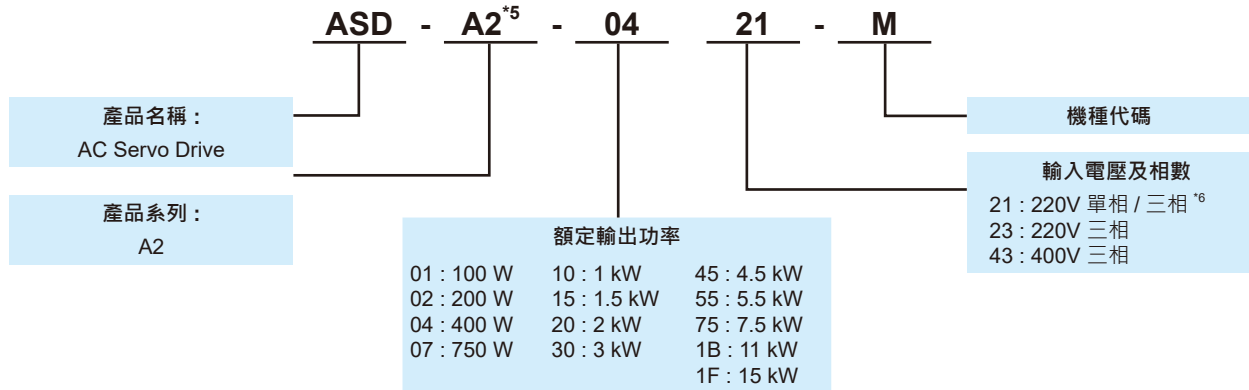 ASD - A2*5 - 04 21 - M
產品名稱：
AC Servo Drive
產品系列：
A2
額定輸出功率
01 : 100 W 10 : 1 kW 45 : 4.5 kW
02 : 200 W 15 : 1.5 kW 55 : 5.5 kW
04 : 400 W 20 : 2 kW 75 : 7.5 kW
07 : 750 W 30 : 3 kW 1B : 11 kW
1F : 15 kW
機種代碼
輸入電壓及相數
21 : 220V 單相 / 三相 *6
23 : 220V 三相
43 : 400V 三相